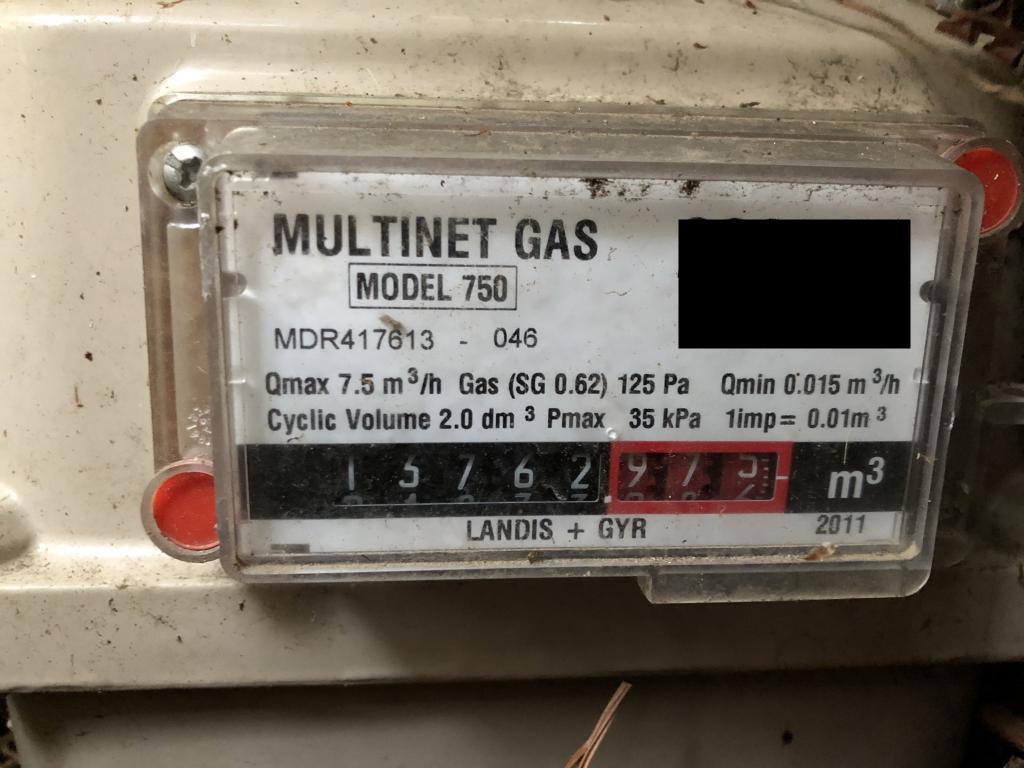 MULTINET GAS
MODEL 750
MDR417613 - 046
Qmax 7.5 m³/h Gas (SG 0.62) 125 Pa Qmin 0.015 m³/h
Cyclic Volume 2.0 dm³ Pmax 35 kPa 1imp= 0.01m³
1 3 7 6 2 9 7 5 m³
LANDIS + GYR 2011